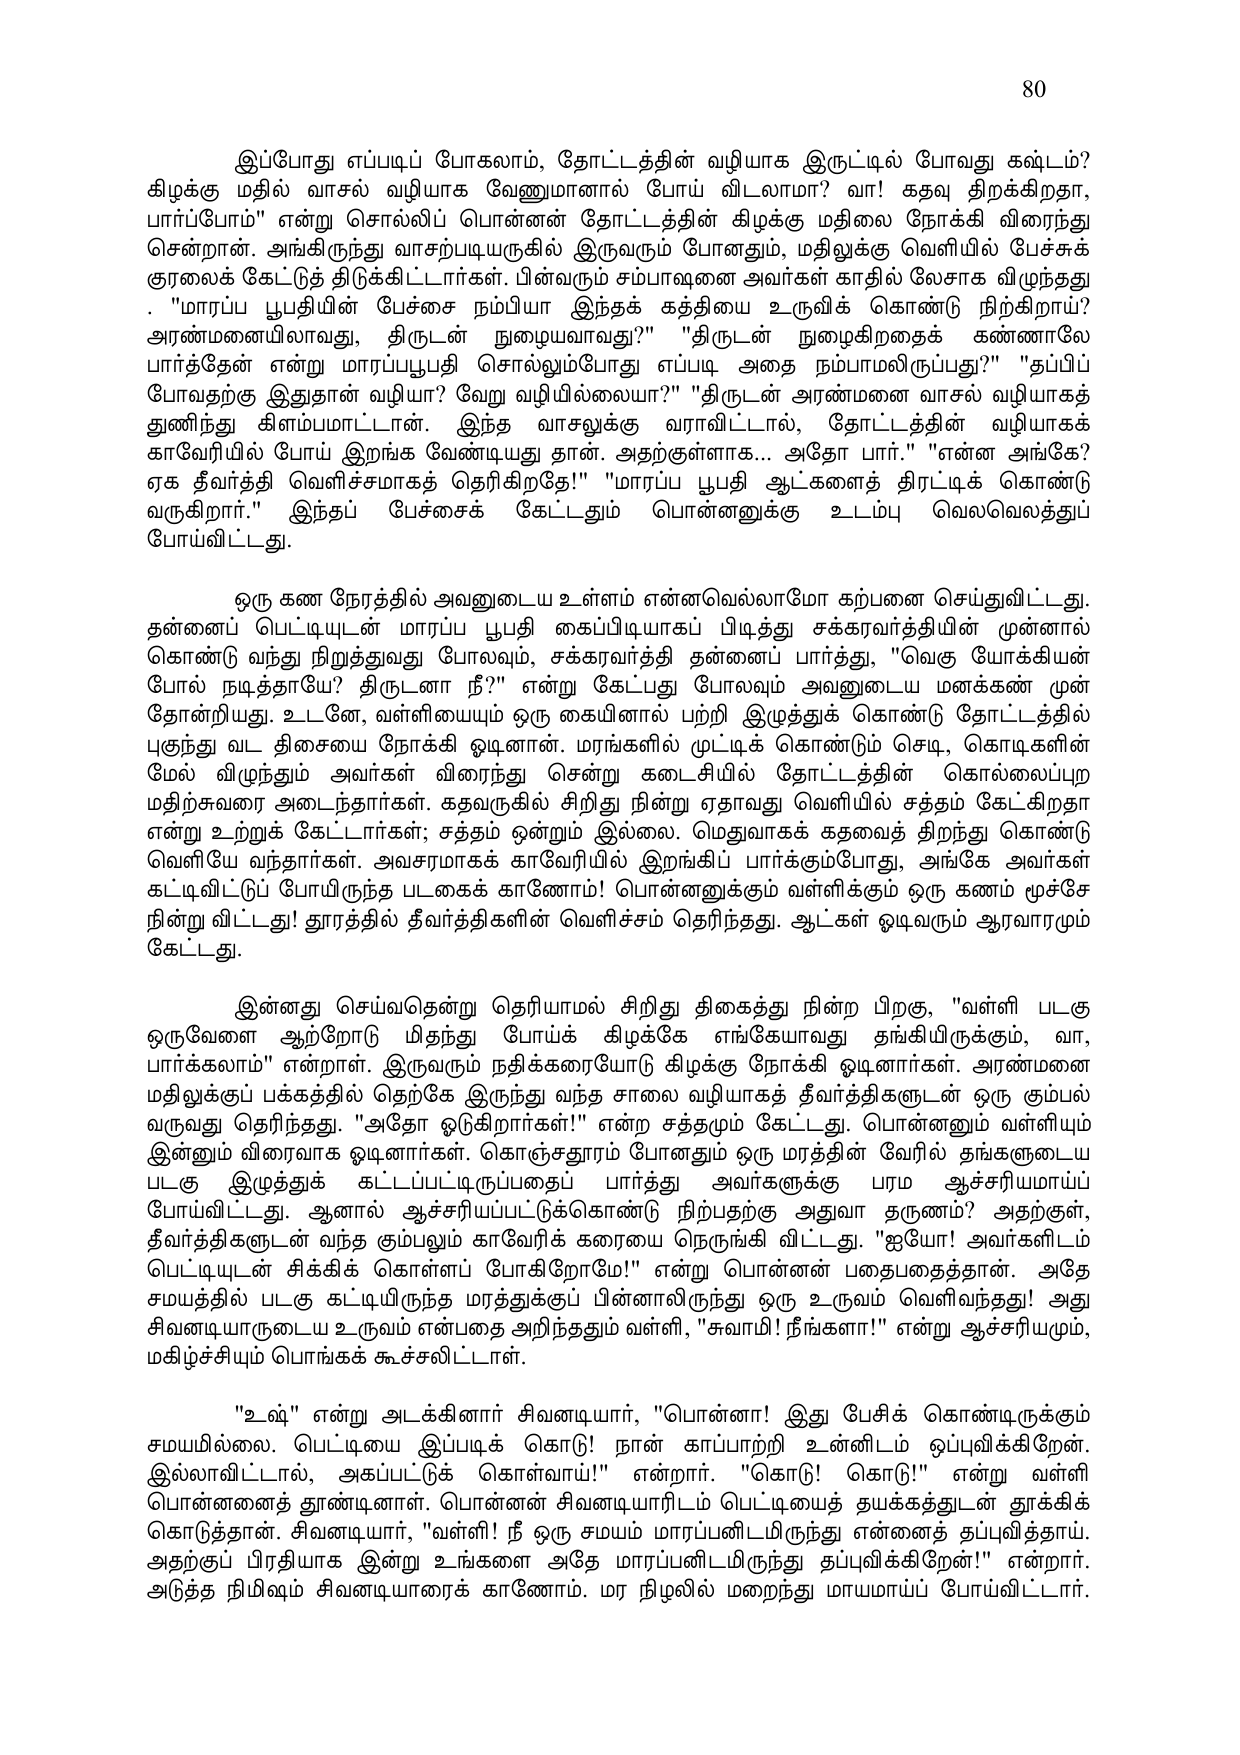 80
இப்போது எப்படிப் போகலாம், தோட்டத்தின் வழியாக இருட்டில் போவது கஷ்டம்?
கிழக்கு மதில் வாசல் வழியாக வேணுமானால் போய் விடலாமா? வா! கதவு திறக்கிறதா,
பார்ப்போம்" என்று சொல்லிப் பொன்னன் தோட்டத்தின் கிழக்கு மதிலை நோக்கி விரைந்து
சென்றான். அங்கிருந்து வாசற்படியருகில் இருவரும் போனதும், மதிலுக்கு வெளியில் பேச்சுக்
குரலைக் கேட்டுத் திடுக்கிட்டார்கள். பின்வரும் சம்பாஷனை அவர்கள் காதில் லேசாக விழுந்தது
. "மாரப்ப பூபதியின் பேச்சை நம்பியா இந்தக் கத்தியை உருவிக் கொண்டு நிற்கிறாய்?
அரண்மனையிலாவது, திருடன் நுழையவாவது?" "திருடன் நுழைகிறதைக் கண்ணாலே
பார்த்தேன் என்று மாரப்பபூபதி சொல்லும்போது எப்படி அதை நம்பாமலிருப்பது?" "தப்பிப்
போவதற்கு இதுதான் வழியா? வேறு வழியில்லையா?" "திருடன் அரண்மனை வாசல் வழியாகத்
துணிந்து கிளம்பமாட்டான். இந்த வாசலுக்கு வராவிட்டால், தோட்டத்தின் வழியாகக்
காவேரியில் போய் இறங்க வேண்டியது தான். அதற்குள்ளாக... அதோ பார்." "என்ன அங்கே?
ஏக தீவர்த்தி வெளிச்சமாகத் தெரிகிறதே!" "மாரப்ப பூபதி ஆட்களைத் திரட்டிக் கொண்டு
வருகிறார்." இந்தப் பேச்சைக் கேட்டதும் பொன்னனுக்கு உடம்பு வெலவெலத்துப்
போய்விட்டது.
ஒரு கண நேரத்தில் அவனுடைய உள்ளம் என்னவெல்லாமோ கற்பனை செய்துவிட்டது.
தன்னைப் பெட்டியுடன் மாரப்ப பூபதி கைப்பிடியாகப் பிடித்து சக்கரவர்த்தியின் முன்னால்
கொண்டு வந்து நிறுத்துவது போலவும், சக்கரவர்த்தி தன்னைப் பார்த்து, "வெகு யோக்கியன்
போல் நடித்தாயே? திருடனா நீ?" என்று கேட்பது போலவும் அவனுடைய மனக்கண் முன்
தோன்றியது. உடனே, வள்ளியையும் ஒரு கையினால் பற்றி இழுத்துக் கொண்டு தோட்டத்தில்
புகுந்து வட திசையை நோக்கி ஓடினான். மரங்களில் முட்டிக் கொண்டும் செடி, கொடிகளின்
மேல் விழுந்தும் அவர்கள் விரைந்து சென்று கடைசியில் தோட்டத்தின் கொல்லைப்புற
மதிற்சுவரை அடைந்தார்கள். கதவருகில் சிறிது நின்று ஏதாவது வெளியில் சத்தம் கேட்கிறதா
என்று உற்றுக் கேட்டார்கள்; சத்தம் ஒன்றும் இல்லை. மெதுவாகக் கதவைத் திறந்து கொண்டு
வெளியே வந்தார்கள். அவசரமாகக் காவேரியில் இறங்கிப் பார்க்கும்போது, அங்கே அவர்கள்
கட்டிவிட்டுப் போயிருந்த படகைக் காணோம்! பொன்னனுக்கும் வள்ளிக்கும் ஒரு கணம் மூச்சே
நின்று விட்டது! தூரத்தில் தீவர்த்திகளின் வெளிச்சம் தெரிந்தது. ஆட்கள் ஓடிவரும் ஆரவாரமும்
கேட்டது.
இன்னது செய்வதென்று தெரியாமல் சிறிது திகைத்து நின்ற பிறகு, "வள்ளி படகு
ஒருவேளை ஆற்றோடு மிதந்து போய்க் கிழக்கே எங்கேயாவது தங்கியிருக்கும், வா,
பார்க்கலாம்" என்றாள். இருவரும் நதிக்கரையோடு கிழக்கு நோக்கி ஓடினார்கள். அரண்மனை
மதிலுக்குப் பக்கத்தில் தெற்கே இருந்து வந்த சாலை வழியாகத் தீவர்த்திகளுடன் ஒரு கும்பல்
வருவது தெரிந்தது. "அதோ ஓடுகிறார்கள்!" என்ற சத்தமும் கேட்டது. பொன்னனும் வள்ளியும்
இன்னும் விரைவாக ஓடினார்கள். கொஞ்சதூரம் போனதும் ஒரு மரத்தின் வேரில் தங்களுடைய
படகு இழுத்துக் கட்டப்பட்டிருப்பதைப் பார்த்து அவர்களுக்கு பரம ஆச்சரியமாய்ப்
போய்விட்டது. ஆனால் ஆச்சரியப்பட்டுக்கொண்டு நிற்பதற்கு அதுவா தருணம்? அதற்குள்,
தீவர்த்திகளுடன் வந்த கும்பலும் காவேரிக் கரையை நெருங்கி விட்டது. "ஐயோ! அவர்களிடம்
பெட்டியுடன் சிக்கிக் கொள்ளப் போகிறோமே!" என்று பொன்னன் பதைபதைத்தான். அதே
சமயத்தில் படகு கட்டியிருந்த மரத்துக்குப் பின்னாலிருந்து ஒரு உருவம் வெளிவந்தது! அது
சிவனடியாருடைய உருவம் என்பதை அறிந்ததும் வள்ளி, "சுவாமி! நீங்களா!" என்று ஆச்சரியமும்,
மகிழ்ச்சியும் பொங்கக் கூச்சலிட்டாள்.
"உஷ்" என்று அடக்கினார் சிவனடியார், "பொன்னா! இது பேசிக் கொண்டிருக்கும்
சமயமில்லை. பெட்டியை இப்படிக் கொடு! நான் காப்பாற்றி உன்னிடம் ஒப்புவிக்கிறேன்.
இல்லாவிட்டால், அகப்பட்டுக் கொள்வாய்!" என்றார். "கொடு! கொடு!" என்று வள்ளி
பொன்னனைத் தூண்டினாள். பொன்னன் சிவனடியாரிடம் பெட்டியைத் தயக்கத்துடன் தூக்கிக்
கொடுத்தான். சிவனடியார், "வள்ளி! நீ ஒரு சமயம் மாரப்பனிடமிருந்து என்னைத் தப்புவித்தாய்.
அதற்குப் பிரதியாக இன்று உங்களை அதே மாரப்பனிடமிருந்து தப்புவிக்கிறேன்!" என்றார்.
அடுத்த நிமிஷம் சிவனடியாரைக் காணோம். மர நிழலில் மறைந்து மாயமாய்ப் போய்விட்டார்.